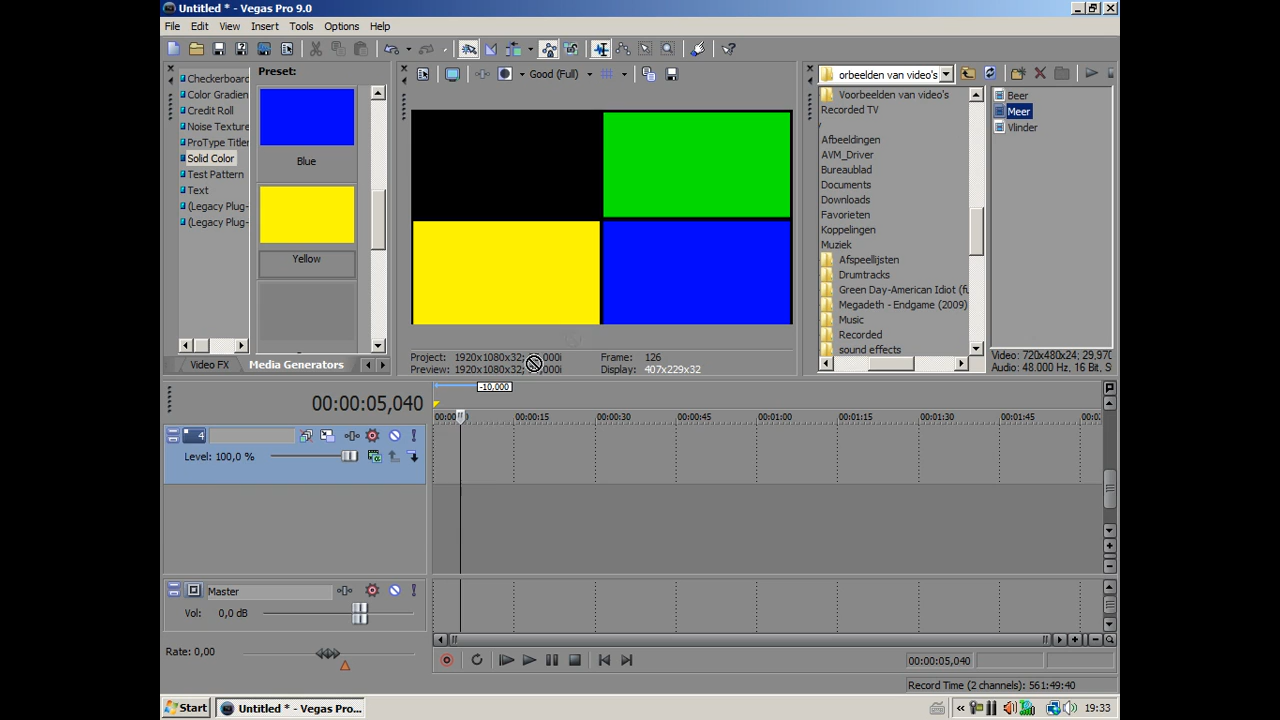 Untitled * - Vegas Pro 9.0
File Edit View Insert Tools Options Help
Checkerboard
Color Gradien
Credit Roll
Noise Texture
ProType Titler
Solid Color
Test Pattern
Text
(Legacy Plug-
(Legacy Plug-
Preset:
Blue
Yellow
Video FX Media Generators
Good (Full)
Project: 1920x1080x32;
Preview: 1920x1080x32;
Frame: 126
Display: 407x229x32
orbeelden van video's
Voorbeelden van video's
Recorded TV
Afbeeldingen
AVM_Driver
Bureaublad
Documents
Downloads
Favorieten
Koppelingen
Muziek
Afspeellijsten
Drumtracks
Green Day-American Idiot (fu
Megadeth - Endgame (2009)
Music
Recorded
sound effects
Beer
Meer
Vlinder
Video: 720x480x24; 29,970
Audio: 48.000 Hz, 16 Bit, S
-10,000
00:00:05,040
00:00:15 00:00:30 00:00:45 00:01:00 00:01:15 00:01:30 00:01:45
4
Level: 100,0 %
Master
Vol: 0,0 dB
Rate: 0,00
00:00:05,040
Record Time (2 channels): 561:49:40
Start Untitled * - Vegas Pro... 19:33